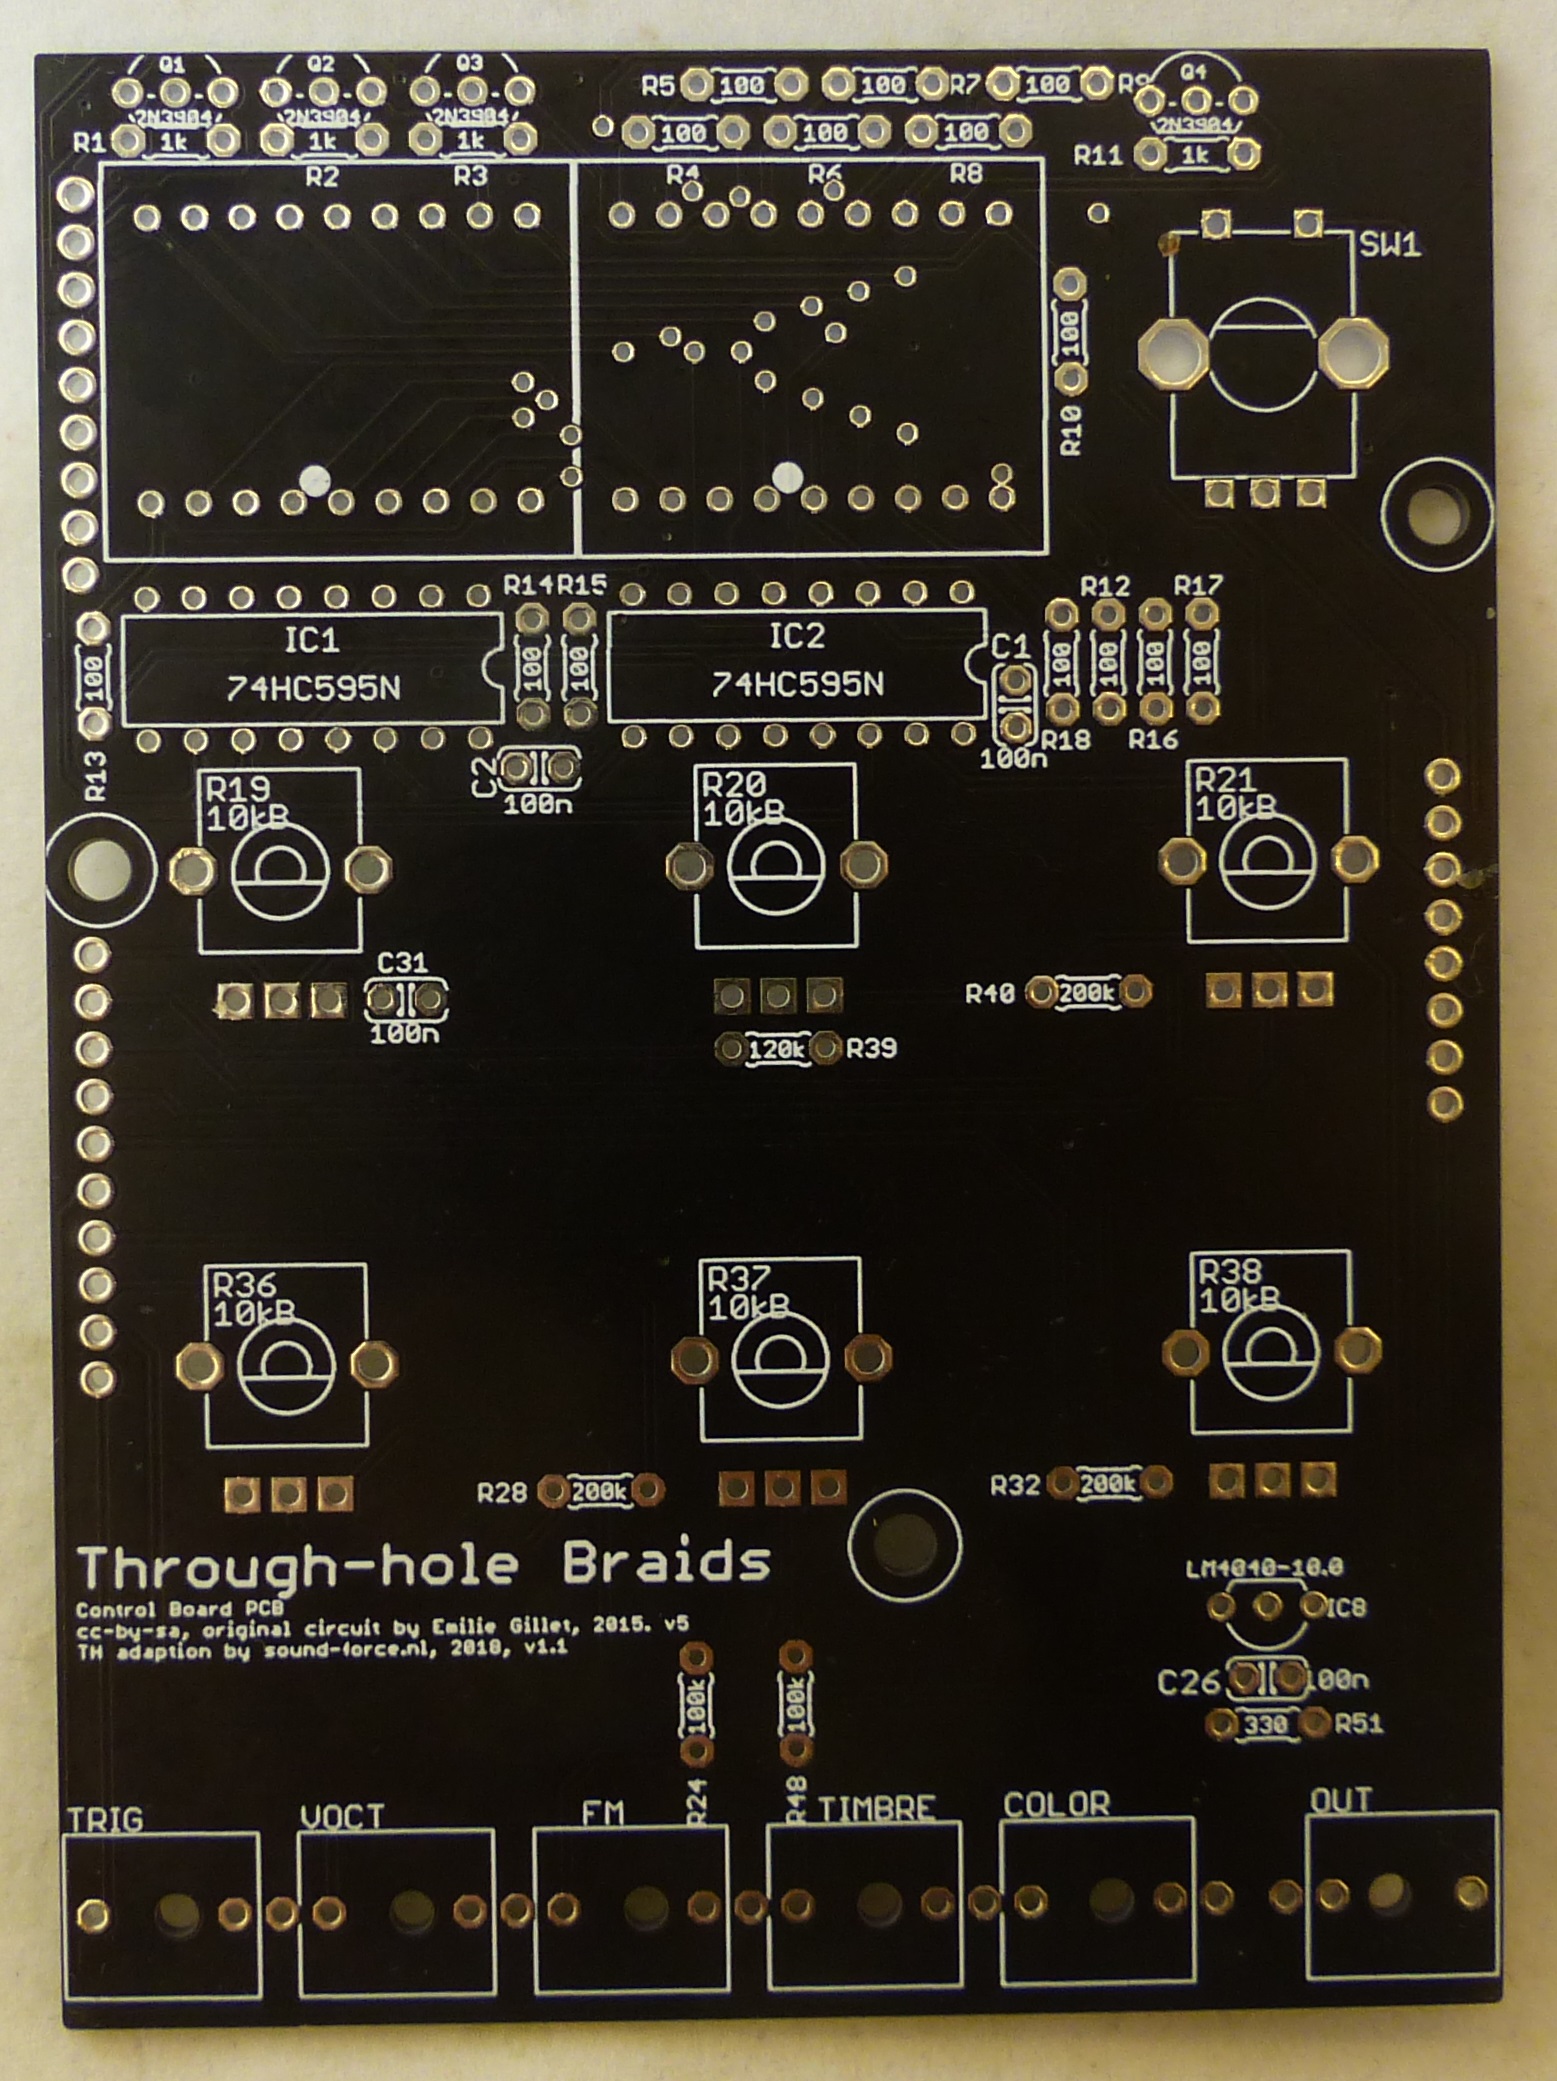 Q1 Q2 Q3 Q4
R5 100 100 R7 100 R9
2N3904 2N3904 2N3904 2N3904
R1 1k 1k 1k 100 100 100 R11 1k
R2 R3 R4 R6 R8
SW1
100
R10
R14 R15 R12 R17
IC1 IC2 C1
74HC595N 74HC595N
100 100 100 100 100 100 100
R18 R16
R13 C2 100n 100n
R19 R20 R21
10kB 10kB 10kB
C31
100n
R40 200k
120k R39
R36 R37 R38
10kB 10kB 10kB
R28 200k R32 200k
Through-hole Braids
Control Board PCB
cc-by-sa, original circuit by Emilie Gillet, 2015. v5
TH adaption by sound-force.nl, 2018, v1.1
LM4040-10.0
IC8
C26 100n
330 R51
100k 100k
R24 R48
TRIG VOCT FM TIMBRE COLOR OUT